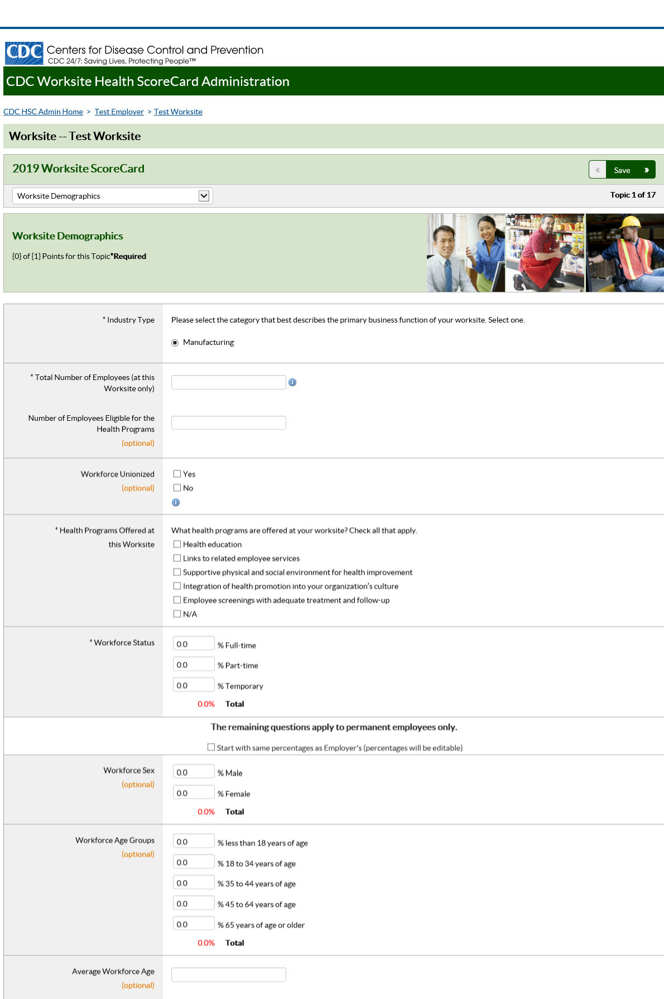 CDC Centers for Disease Control and Prevention
CDC 24/7: Saving Lives, Protecting People™
CDC Worksite Health ScoreCard Administration
CDC HSC Admin Home > Test Employer > Test Worksite
Worksite -- Test Worksite
2019 Worksite ScoreCard « Save »
Worksite Demographics Topic 1 of 17
Worksite Demographics
{0} of {1} Points for this Topic*Required
* Industry Type Please select the category that best describes the primary business function of your worksite. Select one.
Manufacturing
* Total Number of Employees (at this
Worksite only)
Number of Employees Eligible for the
Health Programs
(optional)
Workforce Unionized Yes
(optional) No
* Health Programs Offered at What health programs are offered at your worksite? Check all that apply.
this Worksite Health education
Links to related employee services
Supportive physical and social environment for health improvement
Integration of health promotion into your organization's culture
Employee screenings with adequate treatment and follow-up
N/A
* Workforce Status 0.0 % Full-time
0.0 % Part-time
0.0 % Temporary
0.0% Total
The remaining questions apply to permanent employees only.
Start with same percentages as Employer's (percentages will be editable)
Workforce Sex 0.0 % Male
(optional) 0.0 % Female
0.0% Total
Workforce Age Groups 0.0 % less than 18 years of age
(optional) 0.0 % 18 to 34 years of age
0.0 % 35 to 44 years of age
0.0 % 45 to 64 years of age
0.0 % 65 years of age or older
0.0% Total
Average Workforce Age
(optional)